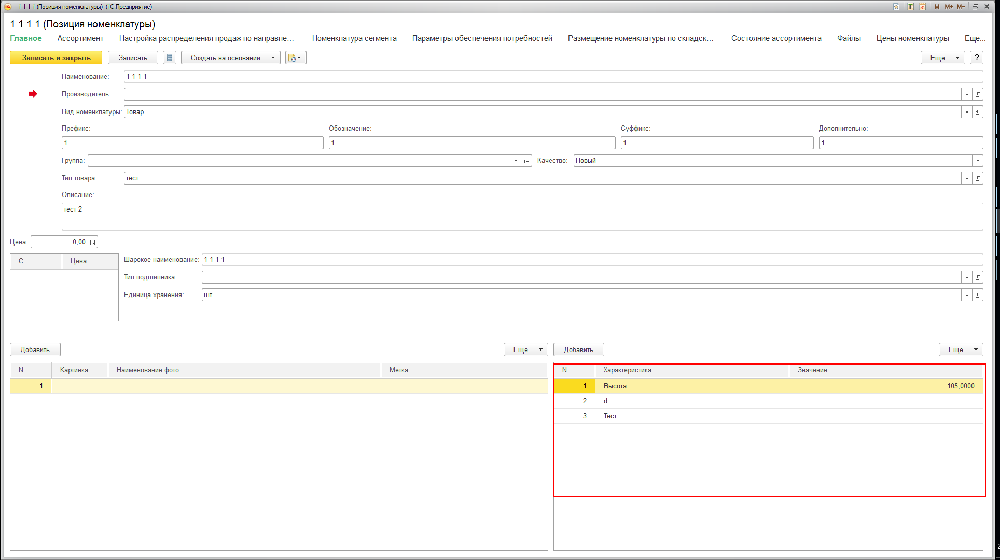 1 1 1 1 (Позиция номенклатуры) (1С:Предприятие)
M M+ M-
1 1 1 1 (Позиция номенклатуры)
Главное Ассортимент Настройка распределения продаж по направле... Номенклатура сегмента Параметры обеспечения потребностей Размещение номенклатуры по складск... Состояние ассортимента Файлы Цены номенклатуры Еще...
Записать и закрыть Записать Создать на основании Еще ?
Наименование: 1 1 1 1
Производитель:
Вид номенклатуры: Товар
Префикс: Обозначение: Суффикс: Дополнительно:
1 1 1 1
Группа: Качество: Новый
Тип товара: тест
Описание:
тест 2
Цена: 0,00
С Цена
Шарокое наименование: 1 1 1 1
Тип подшипника:
Единица хранения: шт
Добавить Еще Добавить Еще
N Картинка Наименование фото Метка N Характеристика Значение
1 1 Высота 105,0000
2 d
3 Тест